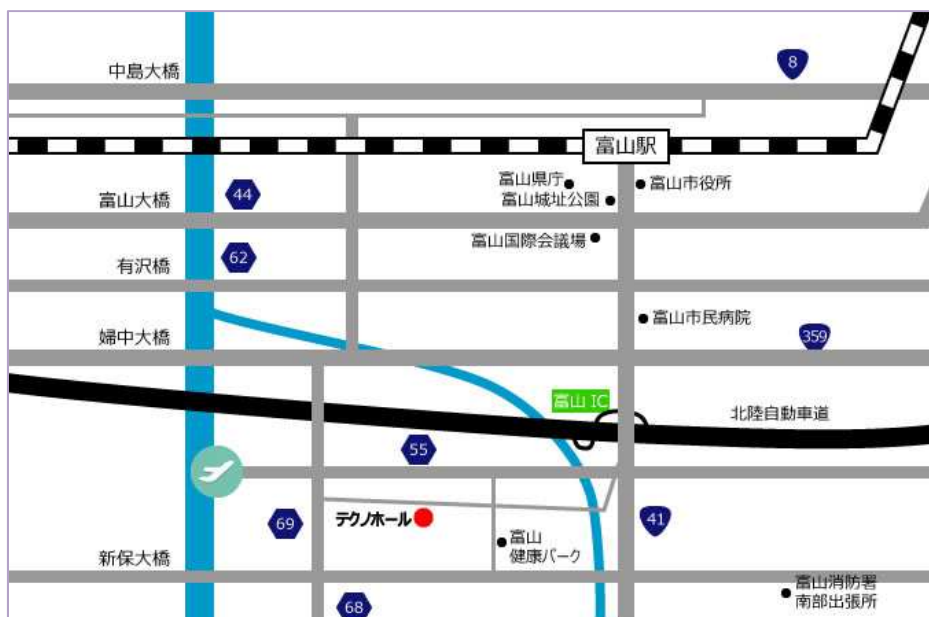 中島大橋
8
富山駅
富山県庁
富山市役所
富山大橋
44
富山城址公園
富山国際会議場
有沢橋
62
富山市民病院
婦中大橋
359
富山 IC
北陸自動車道
55
テクノホール
69
41
富山
健康パーク
新保大橋
富山消防署
南部出張所
68